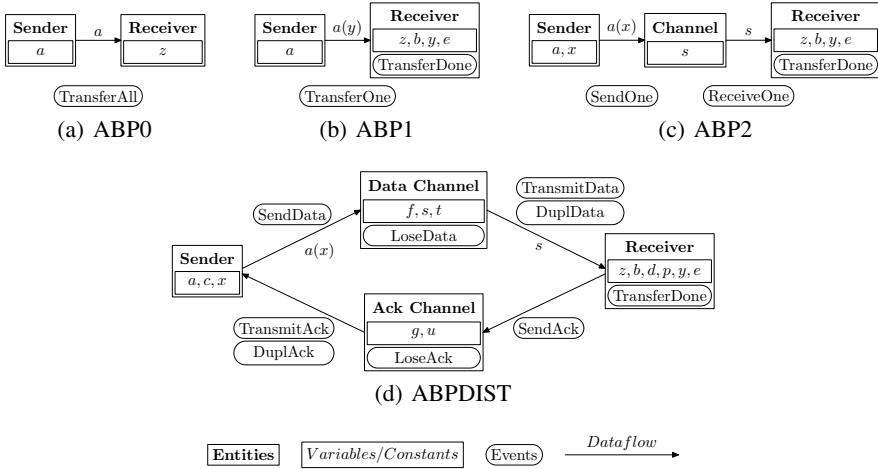 Sender
a
a
Receiver
z
TransferAll
(a) ABP0
Sender
a
a(y)
Receiver
z, b, y, e
TransferDone
TransferOne
(b) ABP1
Sender
a, x
a(x)
Channel
s
s
Receiver
z, b, y, e
TransferDone
SendOne
ReceiveOne
(c) ABP2
Data Channel
f, s, t
LoseData
SendData
a(x)
TransmitData
DuplData
s
Sender
a, c, x
Receiver
z, b, d, p, y, e
TransferDone
Ack Channel
g, u
LoseAck
TransmitAck
DuplAck
SendAck
(d) ABPDIST
Entities
Variables/Constants
Events
Dataflow